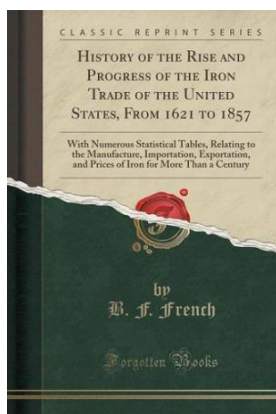 CLASSIC REPRINT SERIES
HISTORY OF THE RISE AND
PROGRESS OF THE IRON
TRADE OF THE UNITED
STATES, FROM 1621 TO 1857
With Numerous Statistical Tables, Relating to
the Manufacture, Importation, Exportation,
and Prices of Iron for More Than a Century
by
B. F. French
Forgotten Books